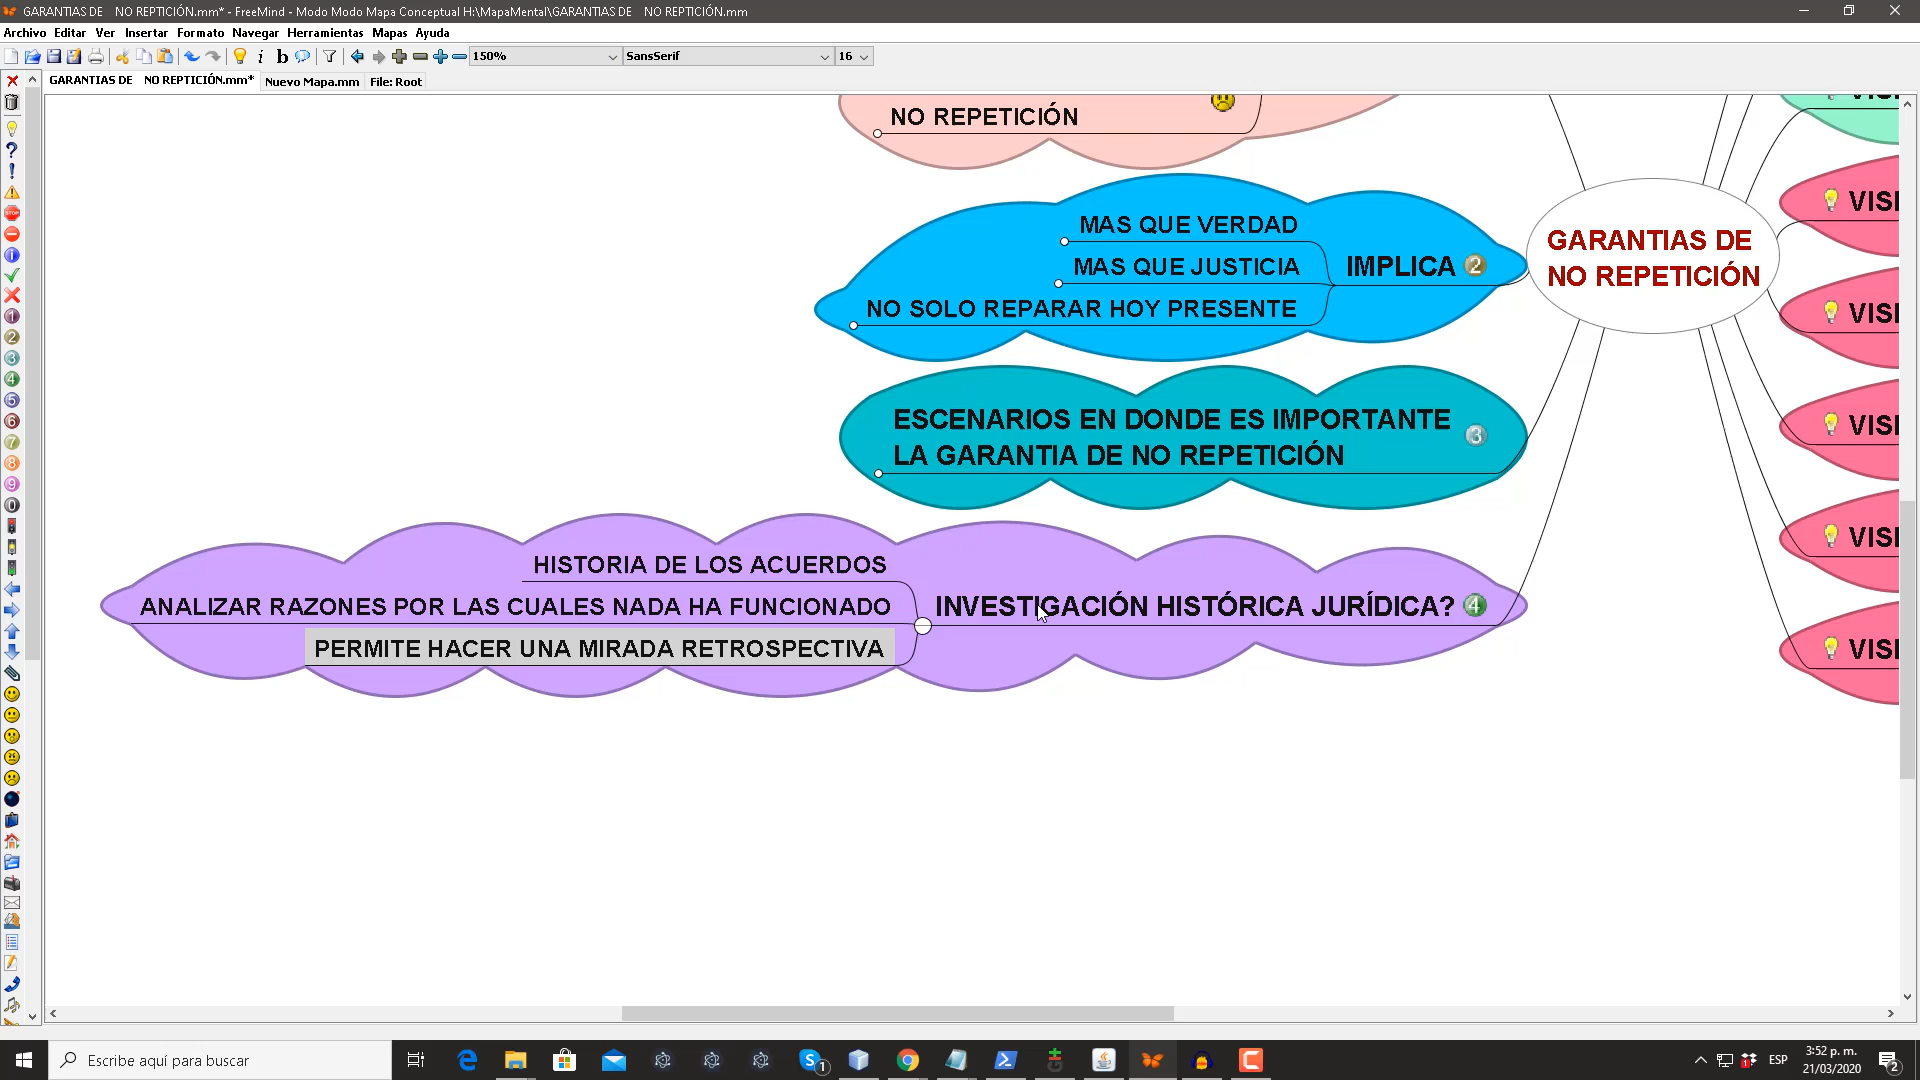 GARANTIAS DE    NO REPTICIÓN.mm* - FreeMind - Modo Modo Mapa Conceptual H:\MapaMental\GARANTIAS DE    NO REPTICIÓN.mm
Archivo Editar Ver Insertar Formato Navegar Herramientas Mapas Ayuda
150% SansSerif 16
GARANTIAS DE    NO REPTICIÓN.mm* Nuevo Mapa.mm File: Root
NO REPETICIÓN
MAS QUE VERDAD
MAS QUE JUSTICIA
NO SOLO REPARAR HOY PRESENTE
IMPLICA 2
GARANTIAS DE
NO REPETICIÓN
ESCENARIOS EN DONDE ES IMPORTANTE
LA GARANTIA DE NO REPETICIÓN
3
HISTORIA DE LOS ACUERDOS
ANALIZAR RAZONES POR LAS CUALES NADA HA FUNCIONADO
PERMITE HACER UNA MIRADA RETROSPECTIVA
INVESTIGACIÓN HISTÓRICA JURÍDICA? 4
Escribe aquí para buscar
ESP
3:52 p. m.
21/03/2020